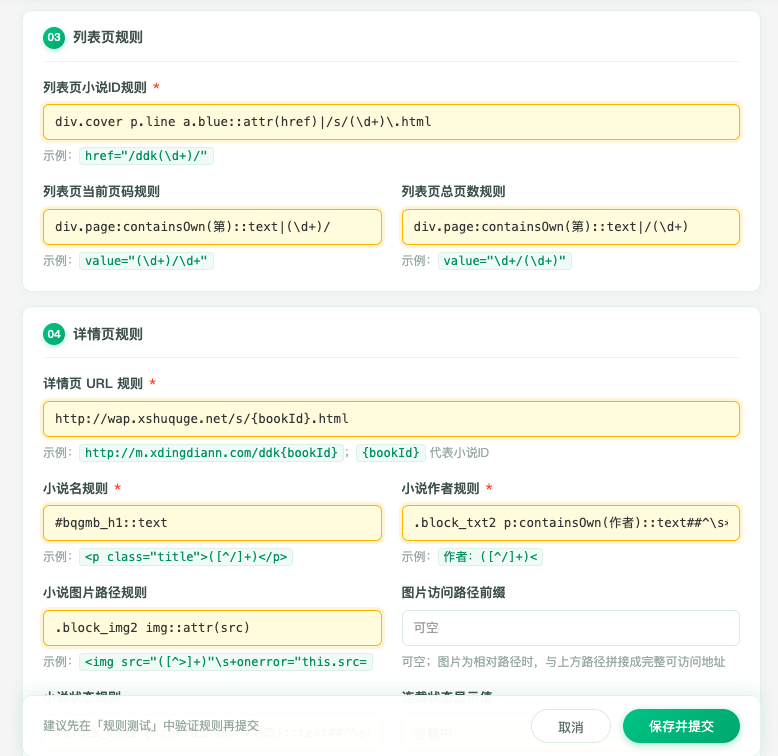 03 列表页规则
列表页小说ID规则 *
div.cover p.line a.blue::attr(href)|/s/(\d+)\.html
示例： href="/ddk(\d+)/"
列表页当前页码规则 列表页总页数规则
div.page:containsOwn(第)::text|(\d+)/ div.page:containsOwn(第)::text|/(\d+)
示例： value="(\d+)/\d+" 示例： value="\d+/(\d+)"
04 详情页规则
详情页 URL 规则 *
http://wap.xshuquge.net/s/{bookId}.html
示例： http://m.xdingdiann.com/ddk{bookId} ； {bookId} 代表小说ID
小说名规则 * 小说作者规则 *
#bqgmb_h1::text .block_txt2 p:containsOwn(作者)::text##^\s*
示例： <p class="title">([^/]+)</p> 示例： 作者：([^/]+)<
小说图片路径规则 图片访问路径前缀
.block_img2 img::attr(src) 可空
示例： <img src="([^>]+)"\s+onerror="this.src= 可空；图片为相对路径时，与上方路径拼接成完整可访问地址
建议先在「规则测试」中验证规则再提交 取消 保存并提交